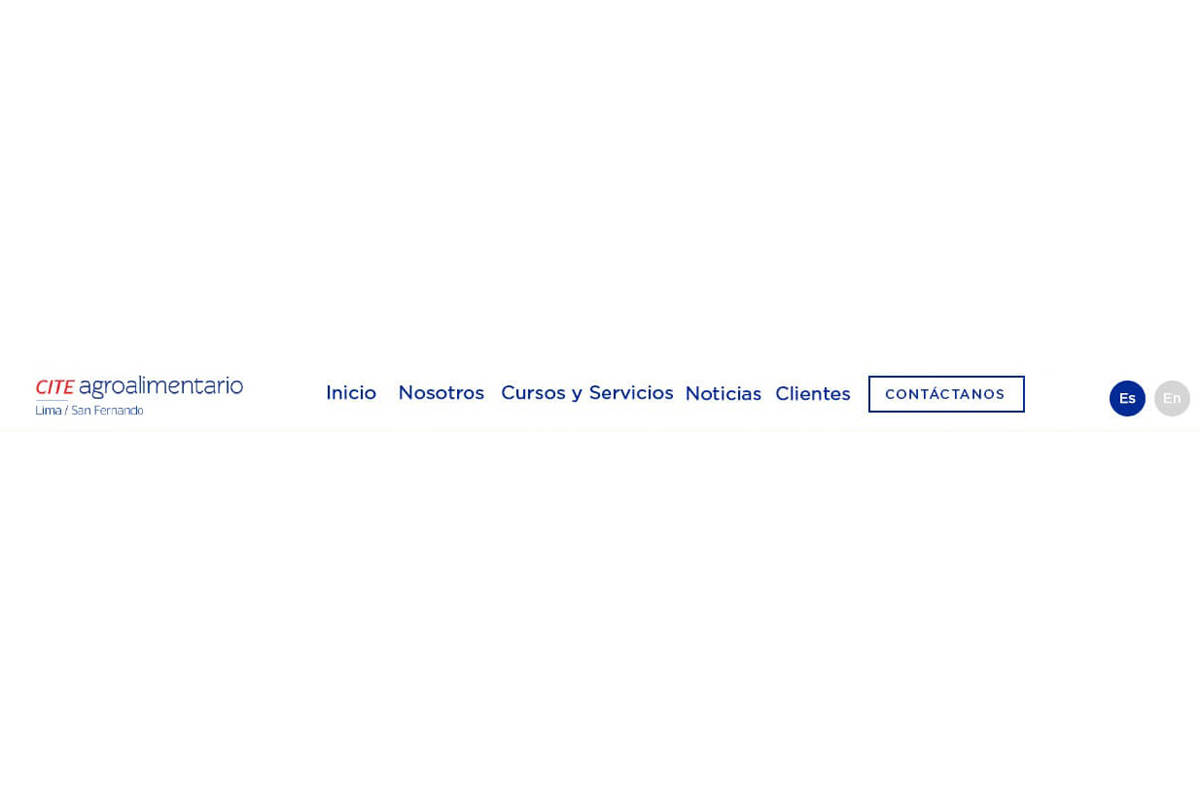 CITE agroalimentario
Lima / San Fernando
Inicio Nosotros Cursos y Servicios Noticias Clientes CONTÁCTANOS Es En